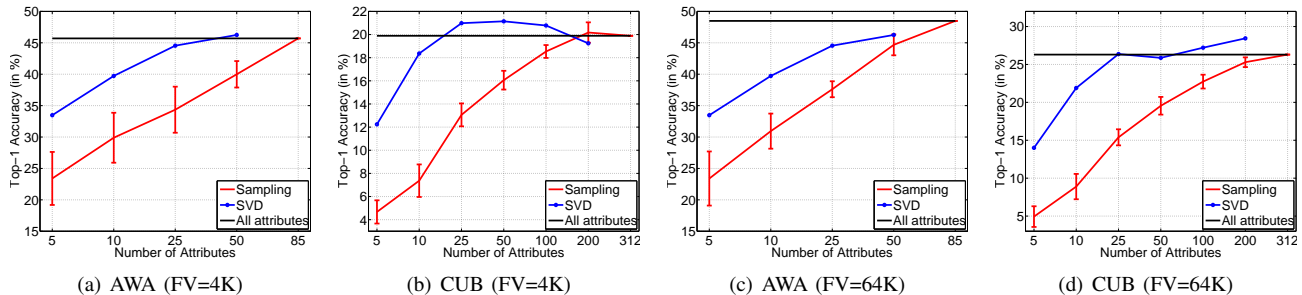 50
45
40
35
30
25
20
15
5
10
25
50
85
Top−1 Accuracy (in %)
Number of Attributes
Sampling
SVD
All attributes
(a) AWA (FV=4K)
22
20
18
16
14
12
10
8
6
4
5
10
25
50
100
200
312
Top−1 Accuracy (in %)
Number of Attributes
Sampling
SVD
All attributes
(b) CUB (FV=4K)
50
45
40
35
30
25
20
15
5
10
25
50
85
Top−1 Accuracy (in %)
Number of Attributes
Sampling
SVD
All attributes
(c) AWA (FV=64K)
30
25
20
15
10
5
5
10
25
50
100
200
312
Top−1 Accuracy (in %)
Number of Attributes
Sampling
SVD
All attributes
(d) CUB (FV=64K)